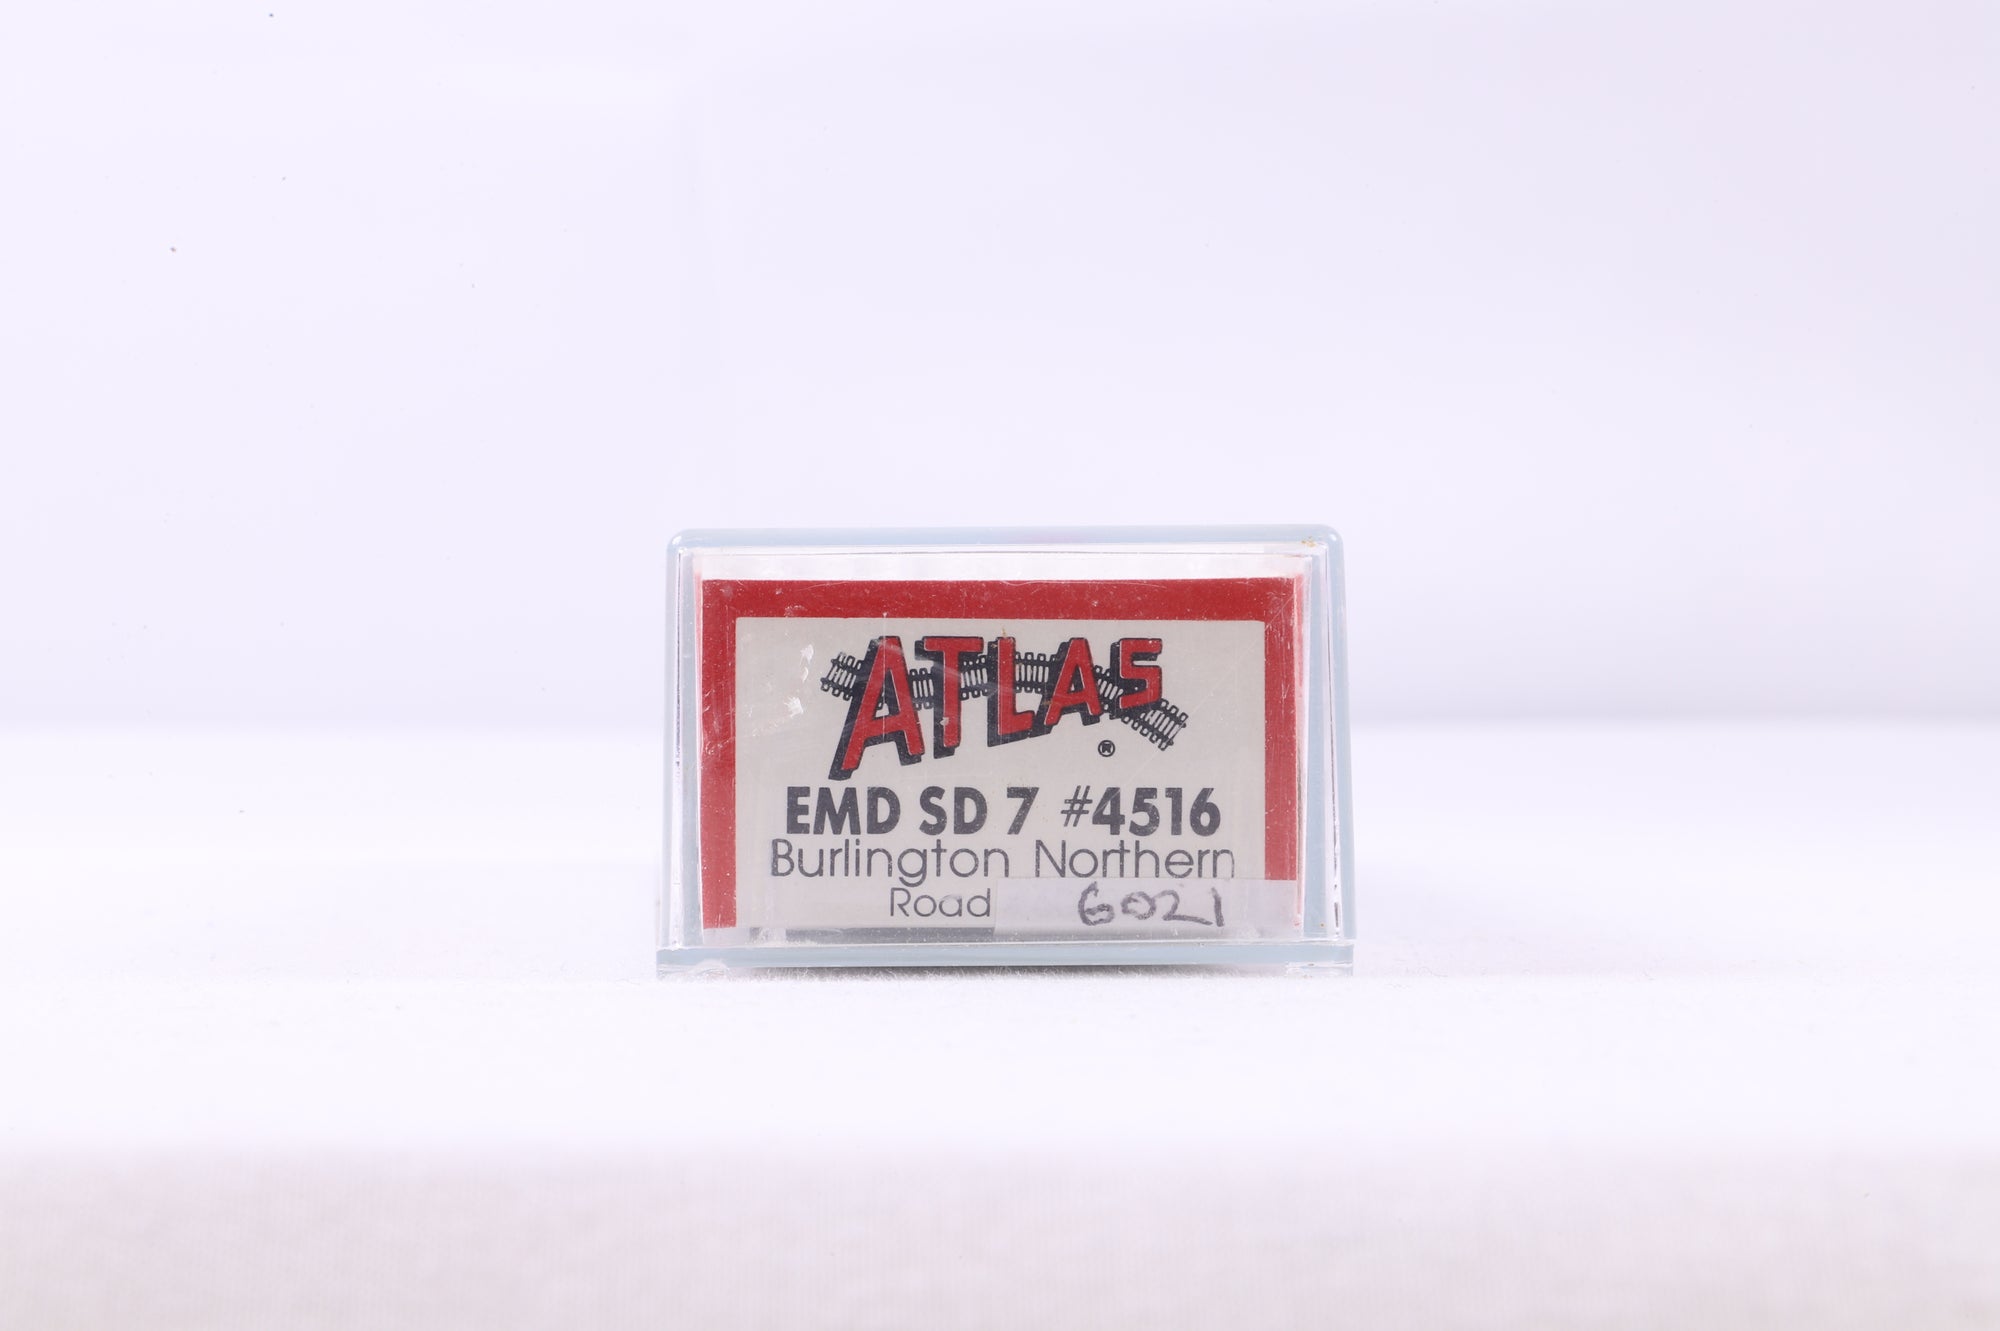 ATLAS
®
EMD SD 7 #4516
Burlington Northern
Road 6021